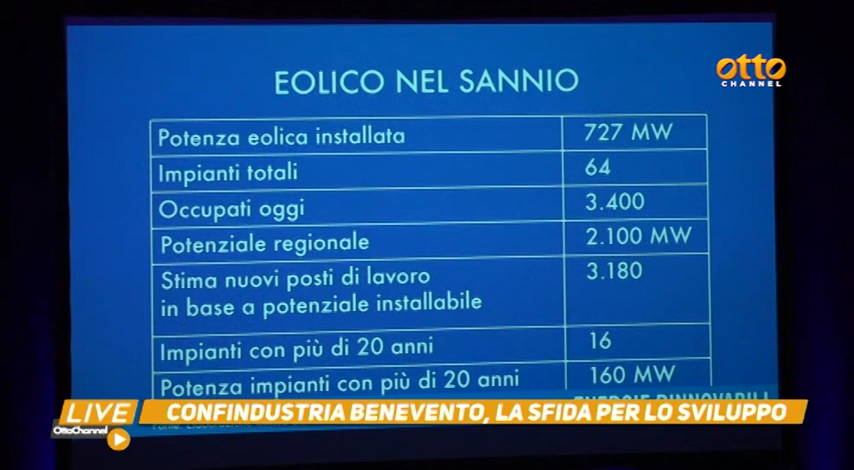 EOLICO NEL SANNIO
otto
CHANNEL
Potenza eolica installata 727 MW
Impianti totali 64
Occupati oggi 3.400
Potenziale regionale 2.100 MW
Stima nuovi posti di lavoro 3.180
in base a potenziale installabile
Impianti con più di 20 anni 16
Potenza impianti con più di 20 anni 160 MW
LIVE
CONFINDUSTRIA BENEVENTO, LA SFIDA PER LO SVILUPPO
OttoChannel